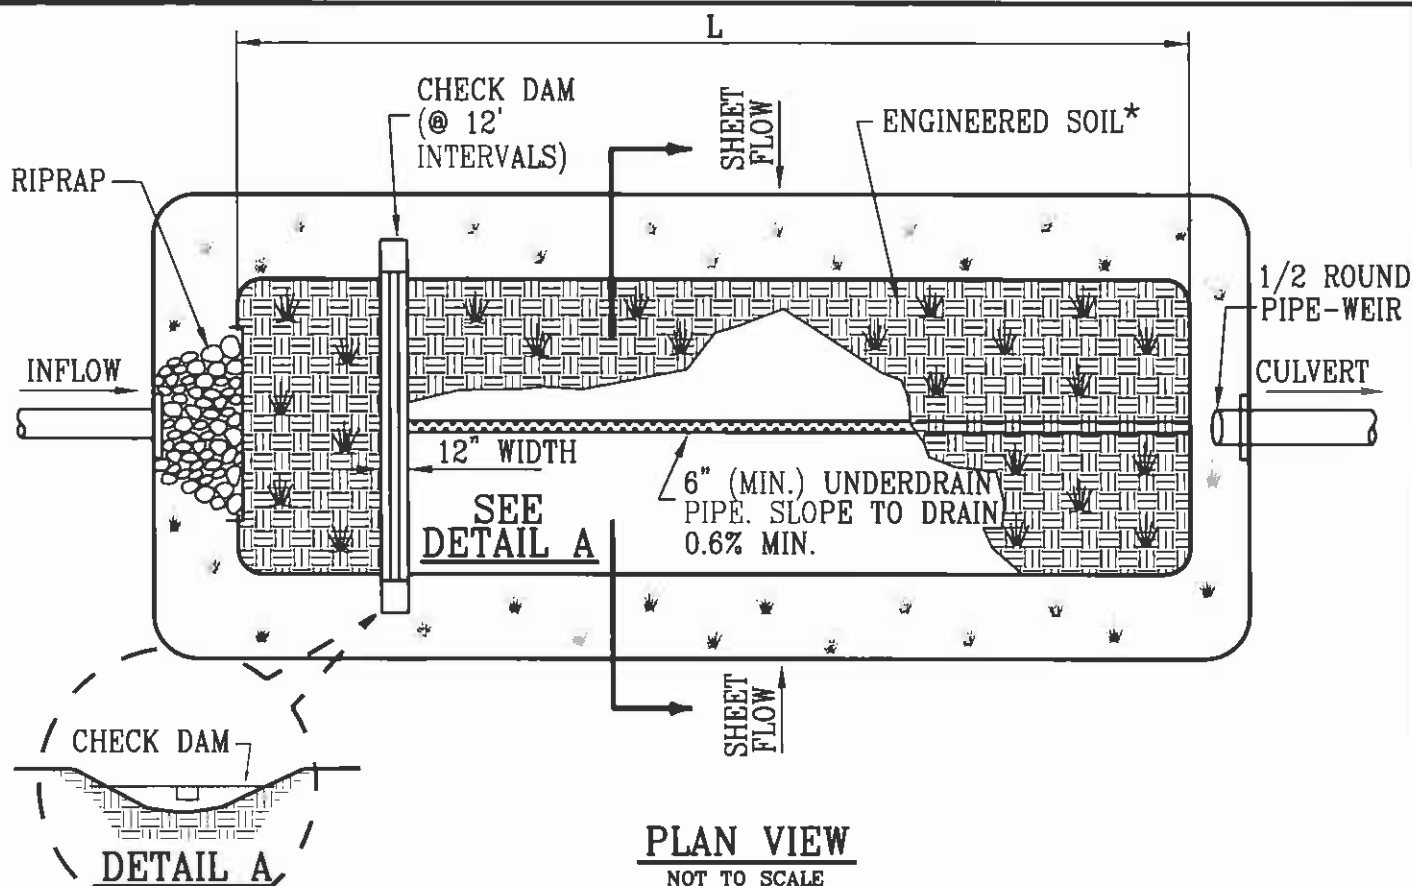 L
CHECK DAM
(@ 12'
INTERVALS)
SHEET
FLOW
ENGINEERED SOIL*
RIPRAP
1/2 ROUND
PIPE-WEIR
INFLOW
CULVERT
12" WIDTH
6" (MIN.) UNDERDRAIN
PIPE. SLOPE TO DRAIN
0.6% MIN.
SEE
DETAIL A
SHEET
FLOW
CHECK DAM
DETAIL A
PLAN VIEW
NOT TO SCALE